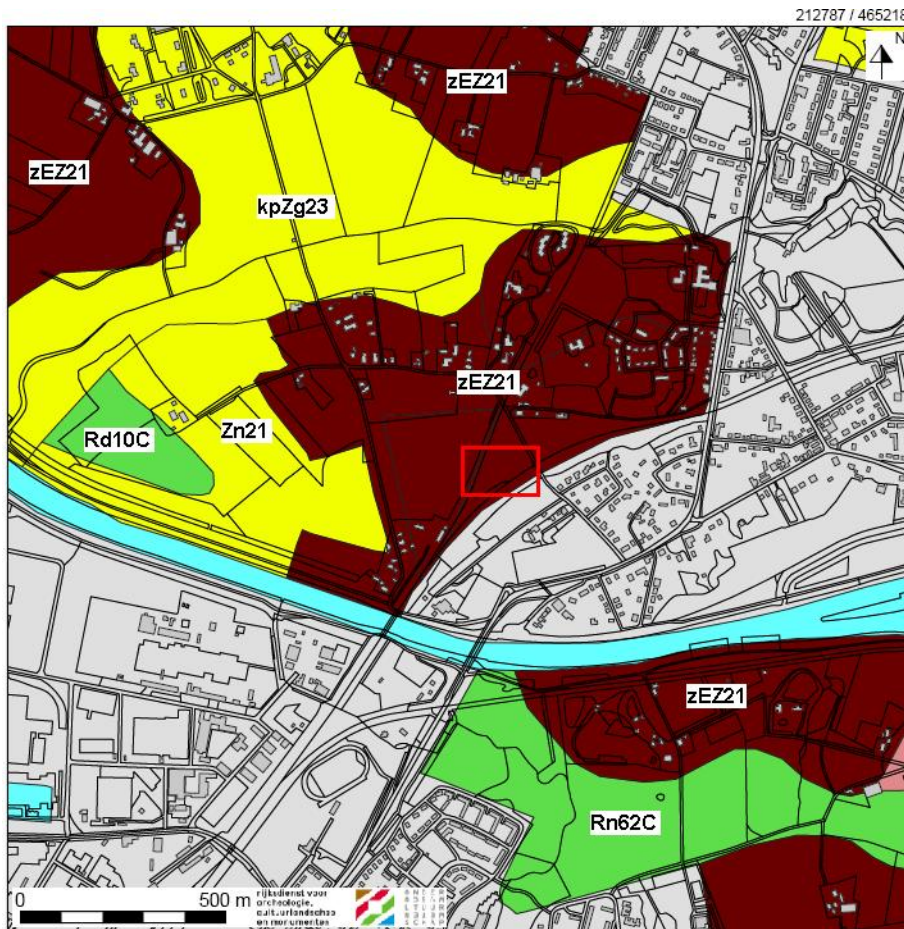 212787 / 465218
N
zEZ21
zEZ21
kpZg23
zEZ21
Rd10C
Zn21
zEZ21
Rn62C
0 500 m
rijksdienst voor
archeologie,
cultuurlandschap
en monumenten